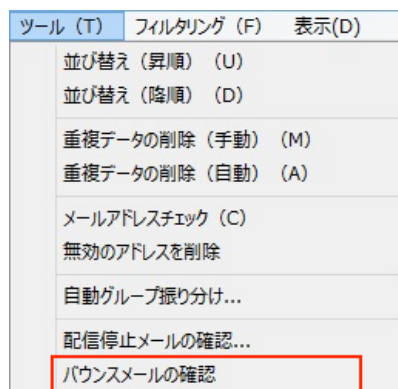 ツール（T） フィルタリング（F） 表示(D)
並び替え（昇順）（U）
並び替え（降順）（D）
重複データの削除（手動）（M）
重複データの削除（自動）（A）
メールアドレスチェック（C）
無効のアドレスを削除
自動グループ振り分け...
配信停止メールの確認...
バウンスメールの確認